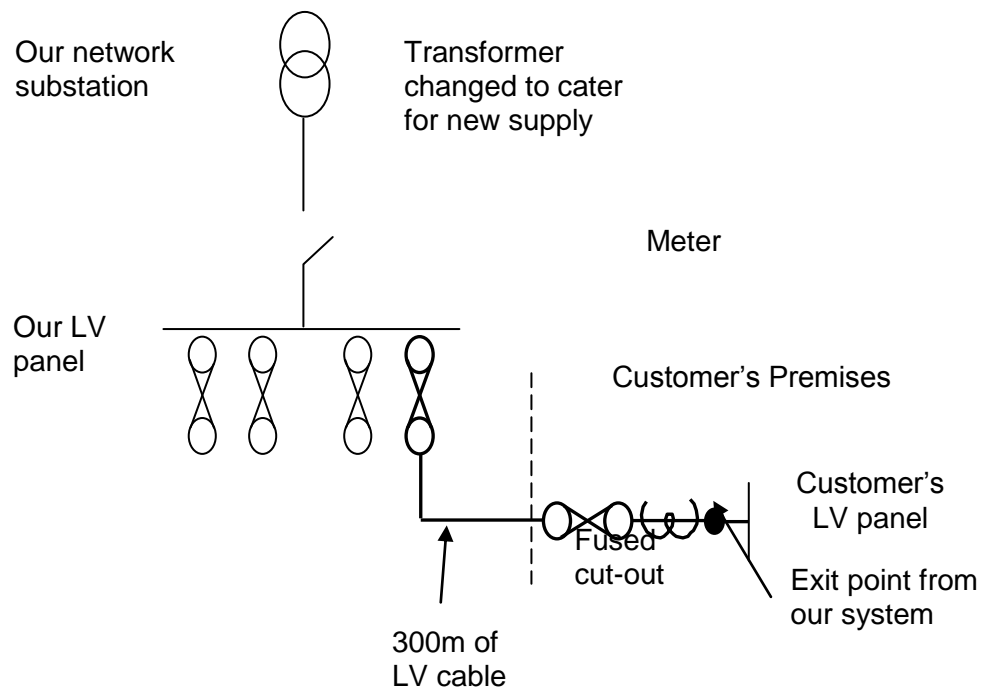 Our network
substation
Transformer
changed to cater
for new supply
Meter
Our LV
panel
Customer's Premises
Customer's
LV panel
Fused
cut-out
Exit point from
our system
300m of
LV cable